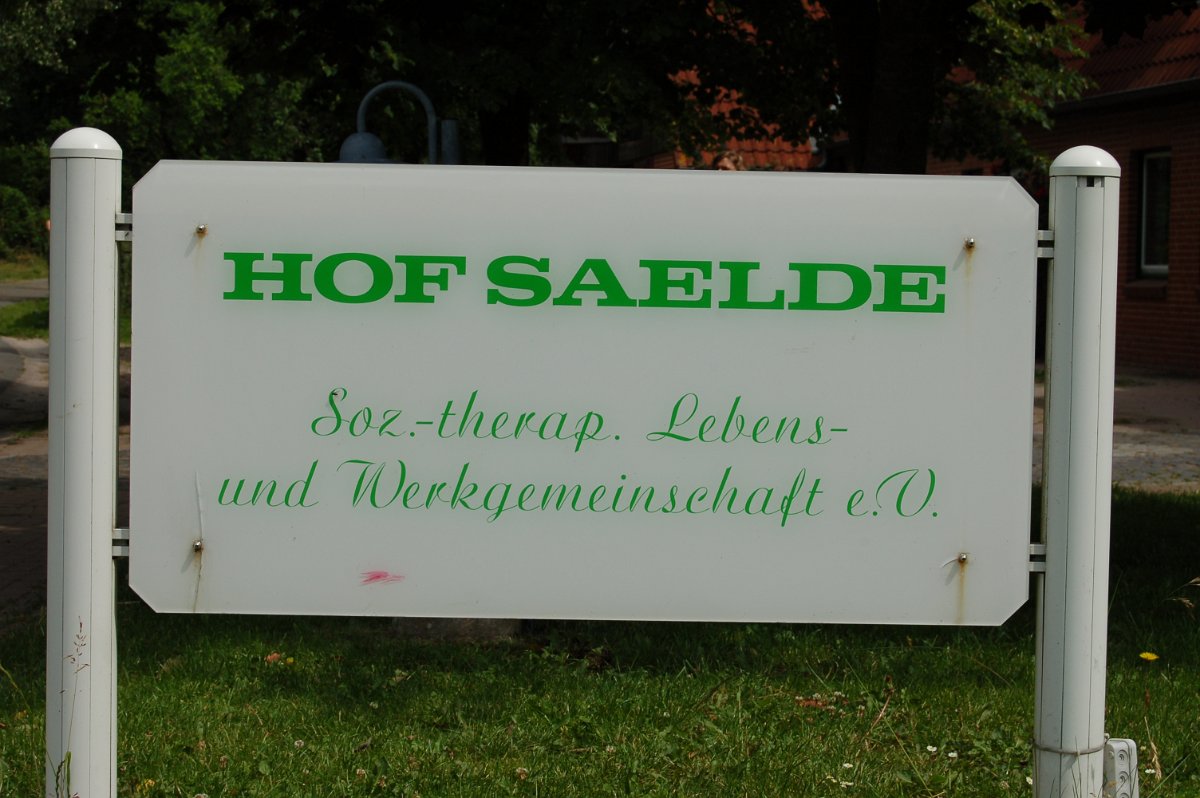 HOF SAELDE
Soz.-therap. Lebens-
und Werkgemeinschaft e.V.